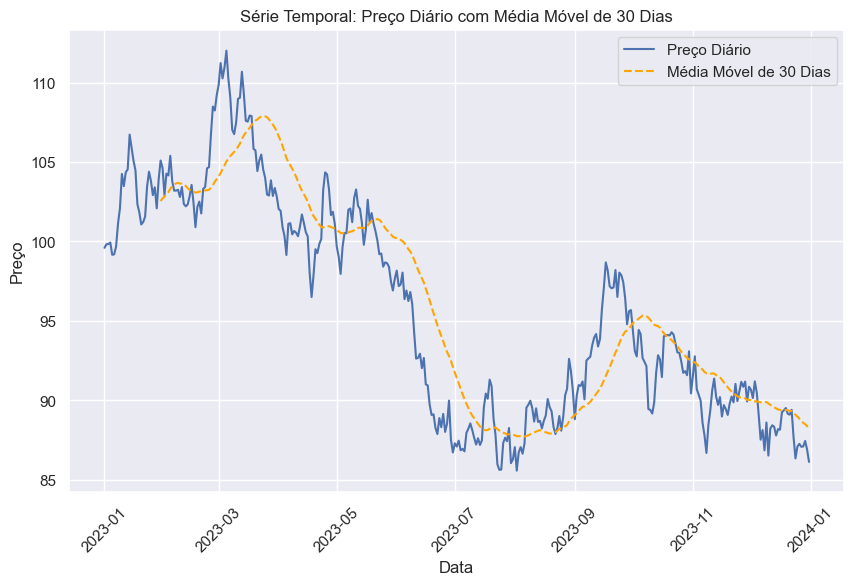 Série Temporal: Preço Diário com Média Móvel de 30 Dias
Preço Diário
Média Móvel de 30 Dias
Preço
110
105
100
95
90
85
2023-01
2023-03
2023-05
2023-07
2023-09
2023-11
2024-01
Data